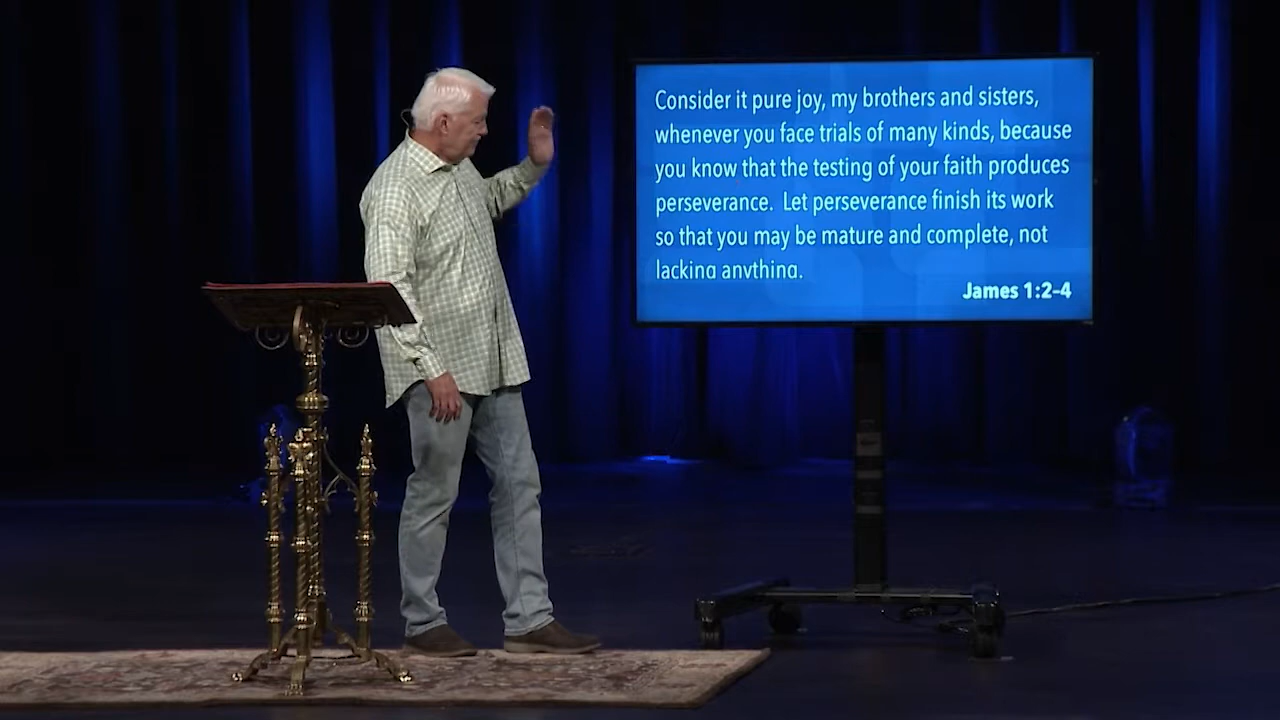 Consider it pure joy, my brothers and sisters,
whenever you face trials of many kinds, because
you know that the testing of your faith produces
perseverance.  Let perseverance finish its work
so that you may be mature and complete, not
lacking anything.
James 1:2-4